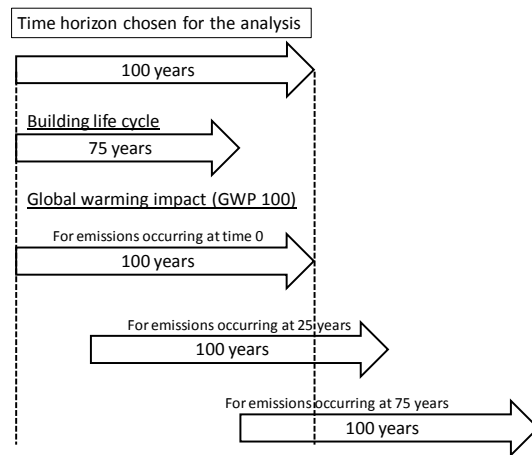 Time horizon chosen for the analysis
100 years
Building life cycle
75 years
Global warming impact (GWP 100)
For emissions occurring at time 0
100 years
For emissions occurring at 25 years
100 years
For emissions occurring at 75 years
100 years